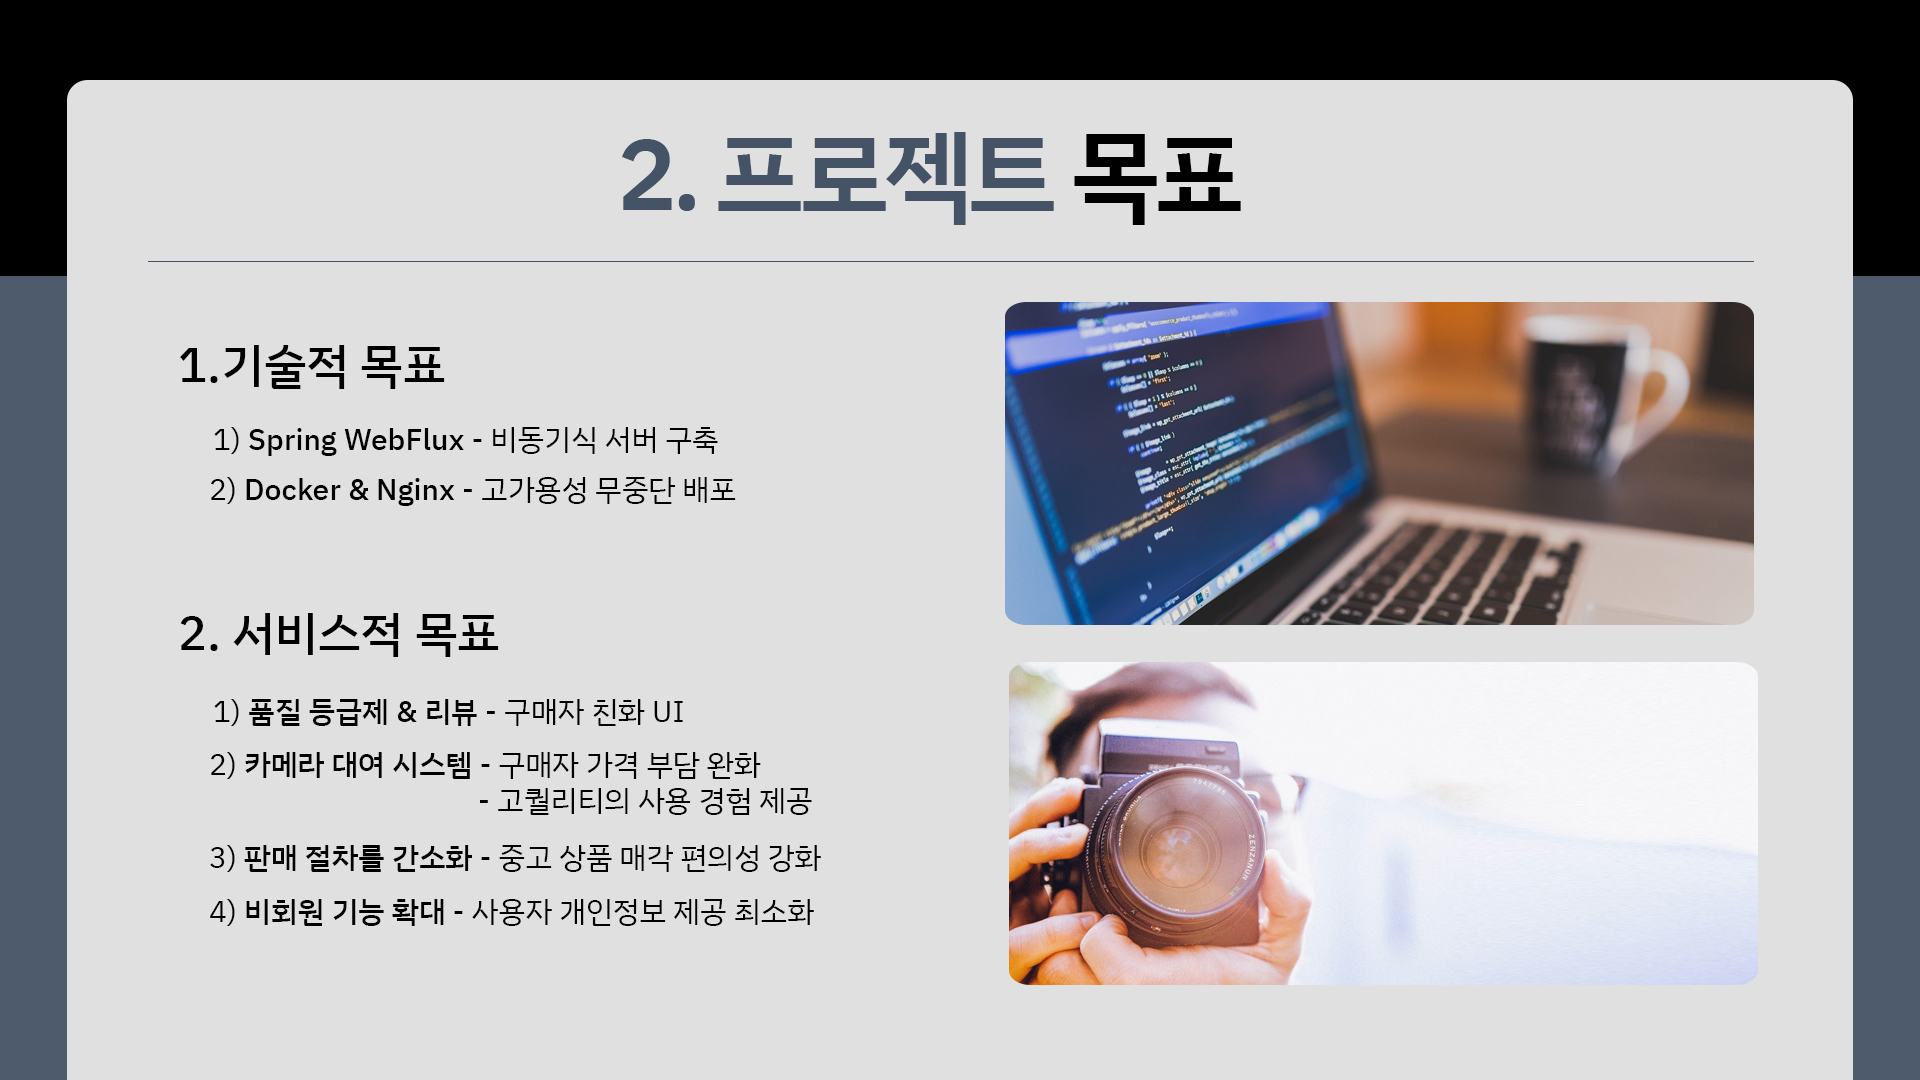 2. 프로젝트 목표
1.기술적 목표
1) Spring WebFlux - 비동기식 서버 구축
2) Docker & Nginx - 고가용성 무중단 배포
2. 서비스적 목표
1) 품질 등급제 & 리뷰 - 구매자 친화 UI
2) 카메라 대여 시스템 - 구매자 가격 부담 완화
- 고퀄리티의 사용 경험 제공
3) 판매 절차를 간소화 - 중고 상품 매각 편의성 강화
4) 비회원 기능 확대 - 사용자 개인정보 제공 최소화
ZENZANON